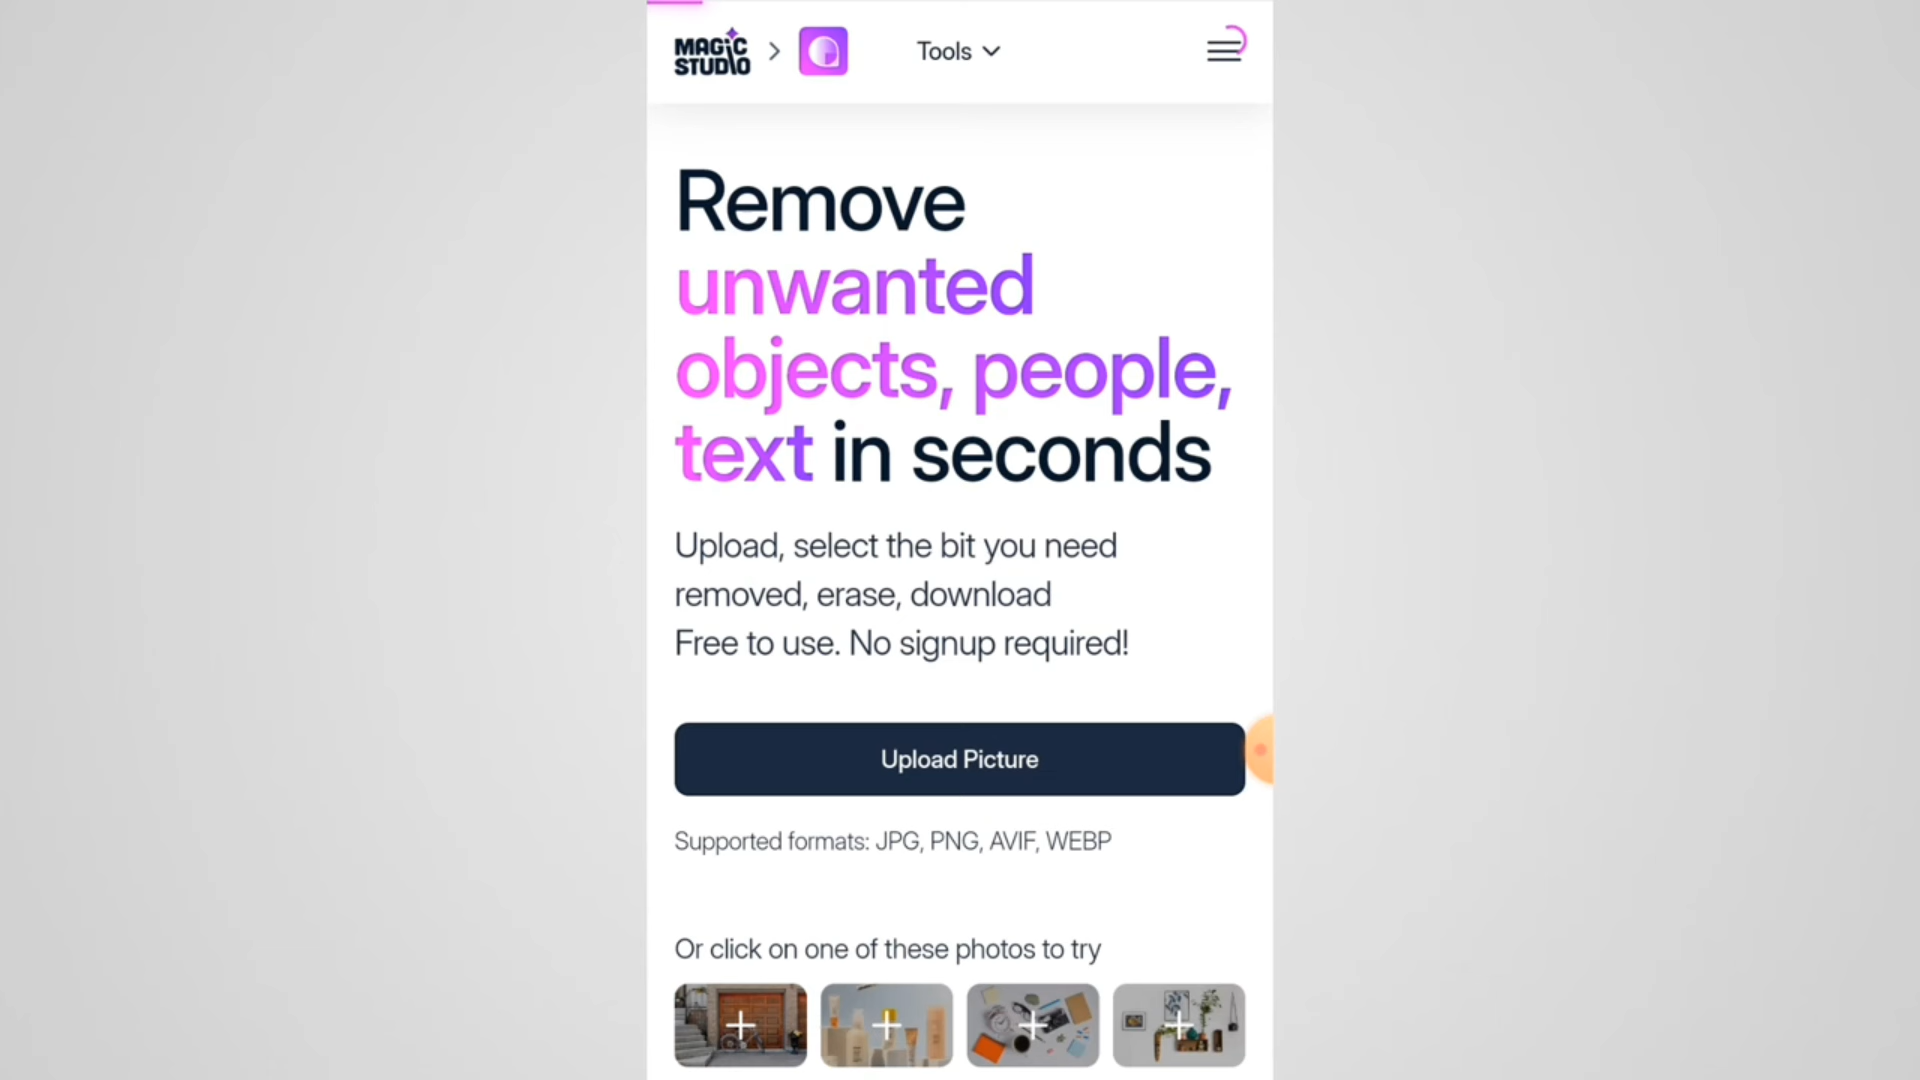 MAGiC
STUDIO
Tools
Remove
unwanted
objects, people,
text in seconds
Upload, select the bit you need
removed, erase, download
Free to use. No signup required!
Upload Picture
Supported formats: JPG, PNG, AVIF, WEBP
Or click on one of these photos to try